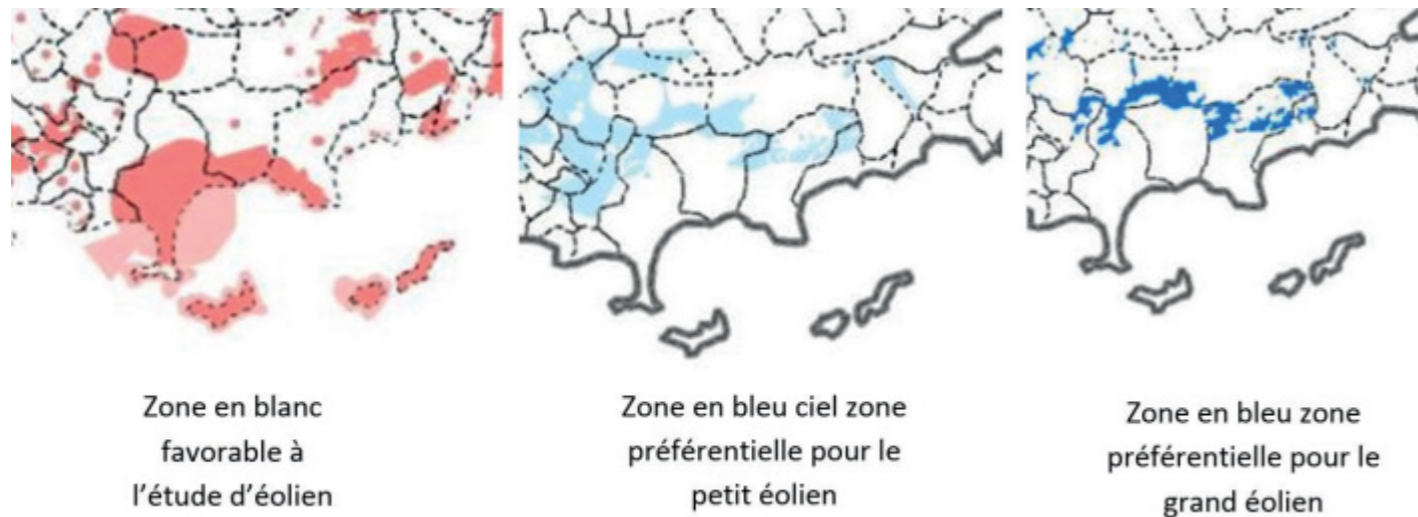 Zone en blanc
favorable à
l'étude d'éolien
Zone en bleu ciel zone
préférentielle pour le
petit éolien
Zone en bleu zone
préférentielle pour le
grand éolien